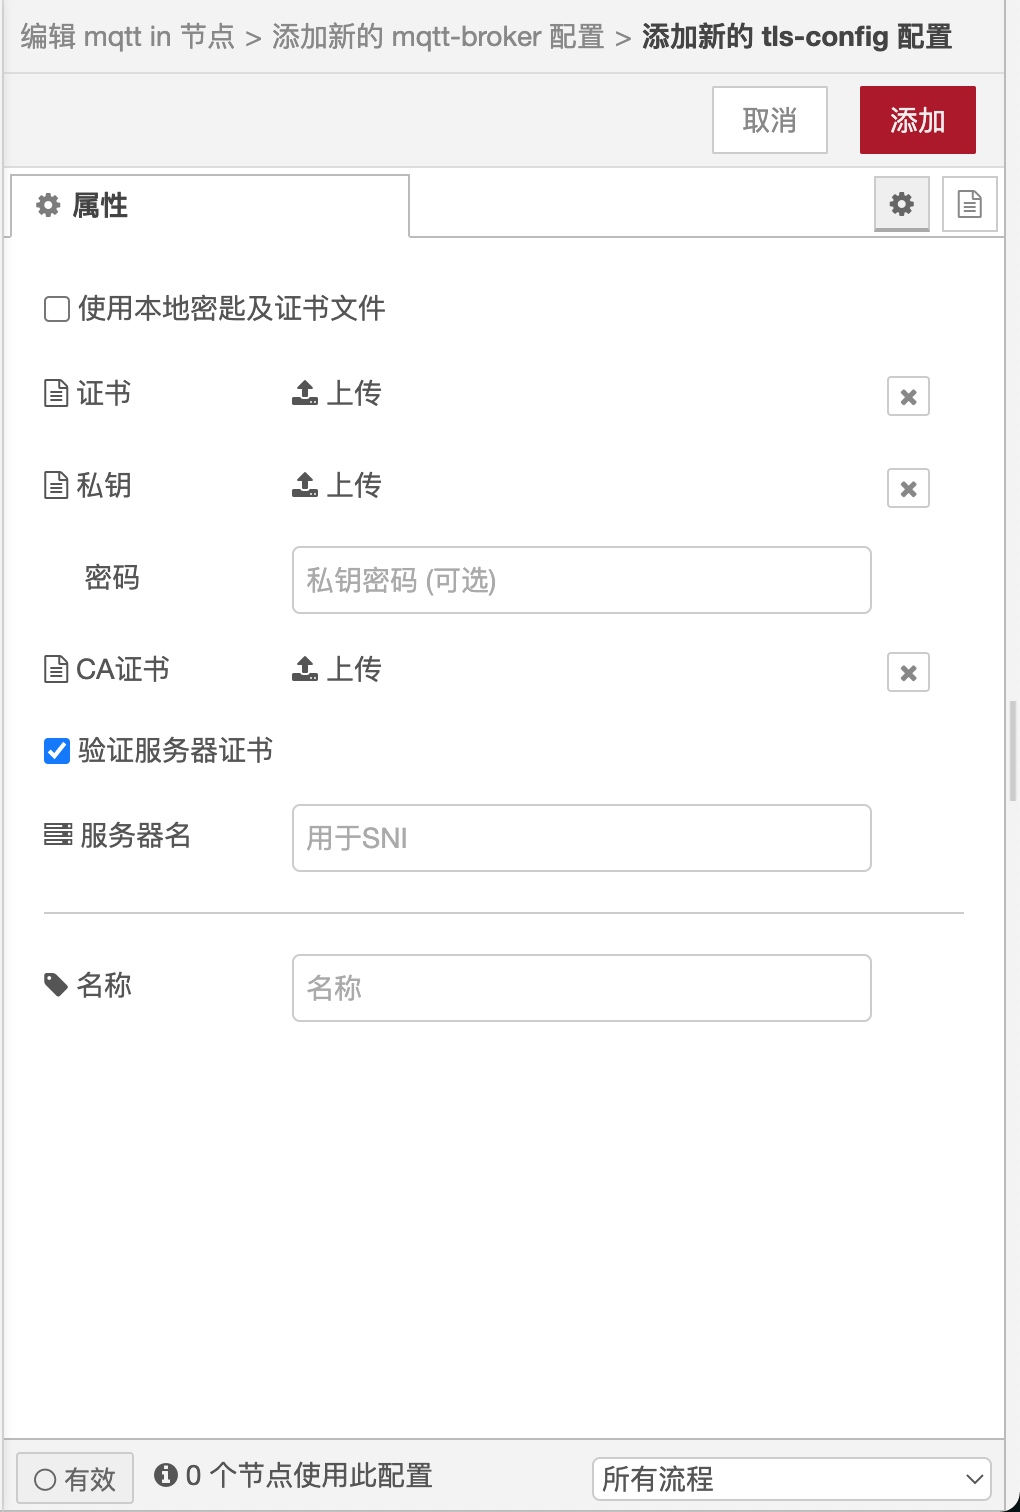 编辑 mqtt in 节点 > 添加新的 mqtt-broker 配置 > 添加新的 tls-config 配置
取消 添加
属性
使用本地密匙及证书文件
证书 上传
私钥 上传
密码 私钥密码 (可选)
CA证书 上传
验证服务器证书
服务器名 用于SNI
名称 名称
有效 0 个节点使用此配置 所有流程